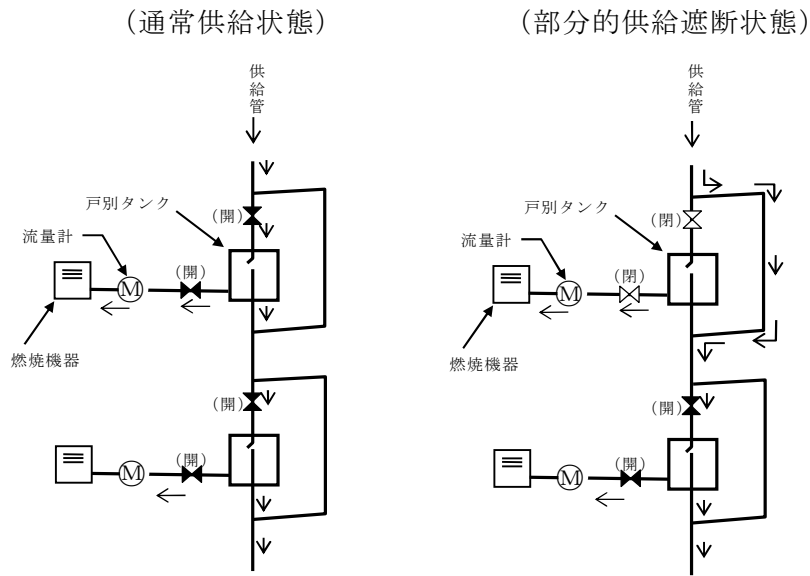 (通常供給状態)
供給管
戸別タンク
(開)
流量計
(開)
M
燃焼機器
(開)
(開)
M
(部分的供給遮断状態)
供給管
戸別タンク
(閉)
流量計
(閉)
M
燃焼機器
(開)
(開)
M